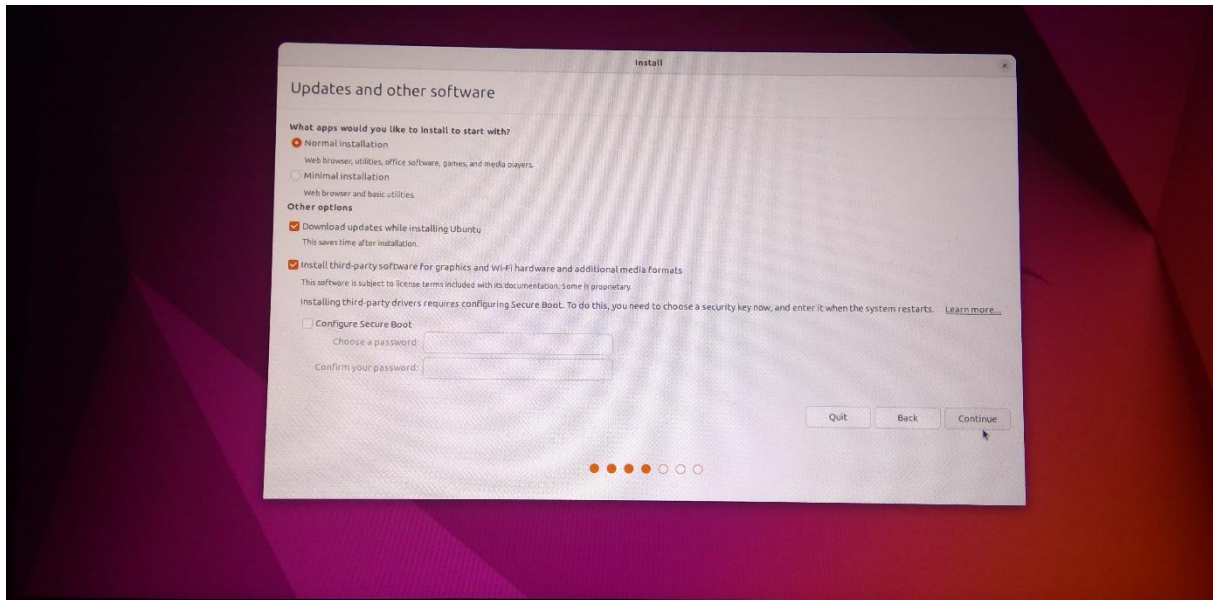 Install
Updates and other software
What apps would you like to install to start with?
Normal installation
Web browser, utilities, office software, games, and media players.
Minimal installation
Web browser and basic utilities.
Other options
Download updates while installing Ubuntu
This saves time after installation.
Install third-party software for graphics and Wi-Fi hardware and additional media formats
This software is subject to license terms included with its documentation. Some is proprietary.
Installing third-party drivers requires configuring Secure Boot. To do this, you need to choose a security key now, and enter it when the system restarts. Learn more...
Configure Secure Boot
Choose a password:
Confirm your password:
Quit Back Continue